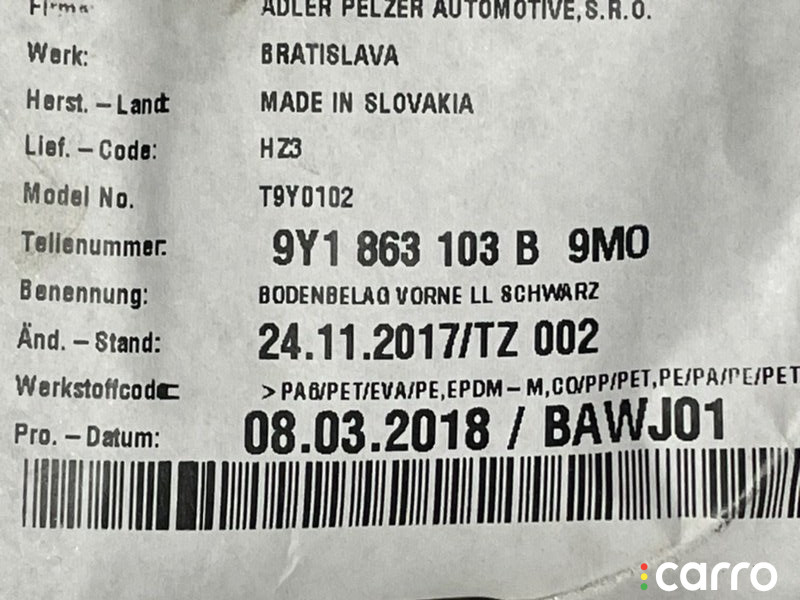 Firma: ADLER PELZER AUTOMOTIVE,S.R.O.
Werk: BRATISLAVA
Herst. – Land: MADE IN SLOVAKIA
Lief. – Code: HZ3
Model No. T9Y0102
Teilenummer: 9Y1 863 103 B 9M0
Benennung: BODENBELAG VORNE LL SCHWARZ
Änd. – Stand: 24.11.2017/TZ 002
Werkstoffcode: >PA6/PET/EVA/PE,EPDM–M,CO/PP/PET,PE/PA/PE/PET
Pro. – Datum: 08.03.2018 / BAWJ01
carro